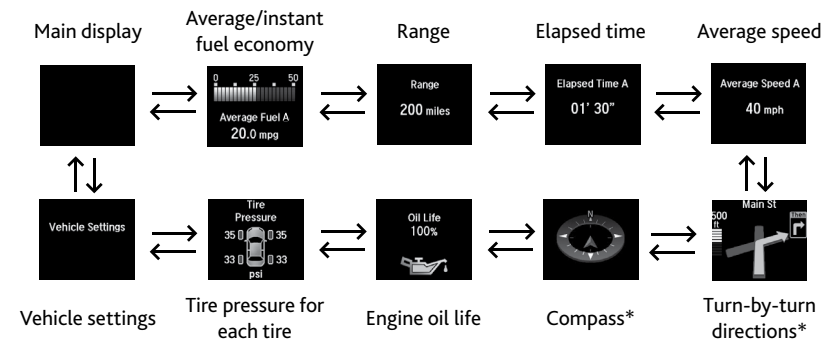 Main display
Average/instant
fuel economy
Range
Elapsed time
Average speed
0 25 50
Average Fuel A
20.0 mpg
Range
200 miles
Elapsed Time A
01' 30"
Average Speed A
40 mph
Vehicle Settings
Tire
Pressure
35 35
33 33
psi
Oil Life
100%
N
Main St
500
ft
Then
Vehicle settings
Tire pressure for
each tire
Engine oil life
Compass*
Turn-by-turn
directions*